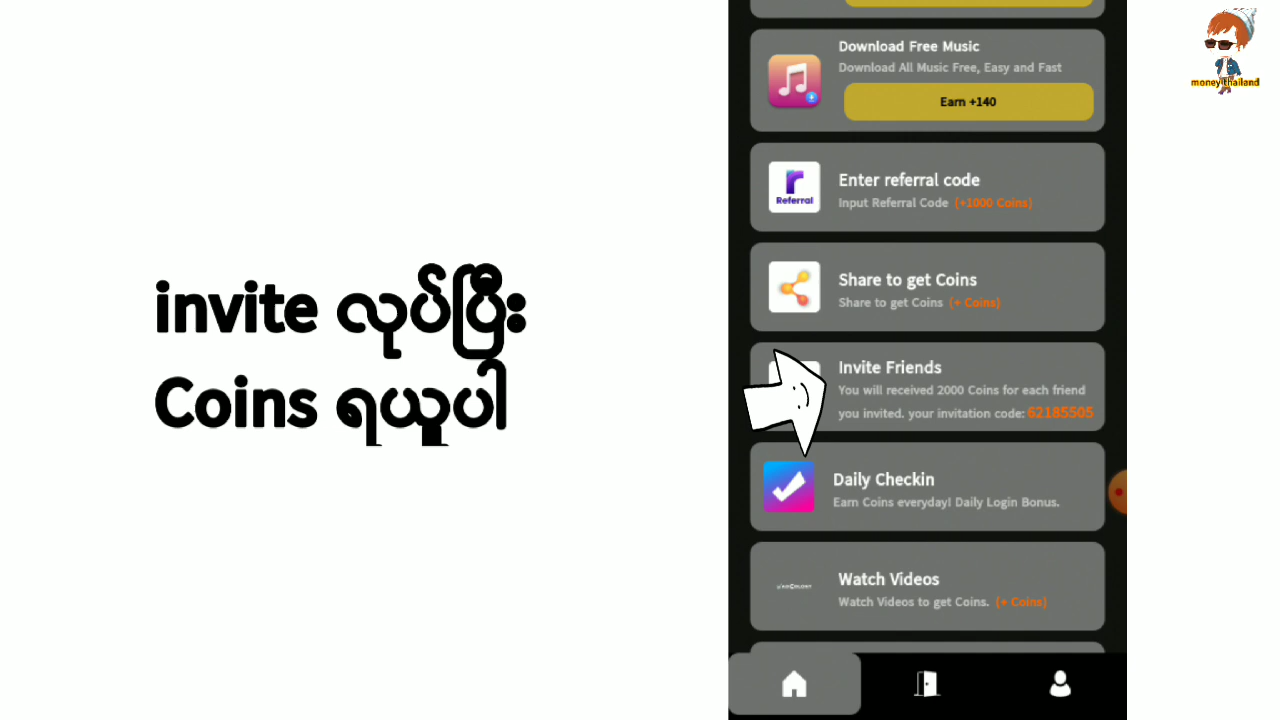 money thailand
Download Free Music
Download All Music Free, Easy and Fast
Earn +140
Enter referral code
Input Referral Code (+1000 Coins)
Referral
Share to get Coins
Share to get Coins (+ Coins)
invite လုပ်ပြီး
Coins ရယူပါ
Invite Friends
You will received 2000 Coins for each friend
you invited. your invitation code: 62185505
Daily Checkin
Earn Coins everyday! Daily Login Bonus.
Watch Videos
Watch Videos to get Coins. (+ Coins)